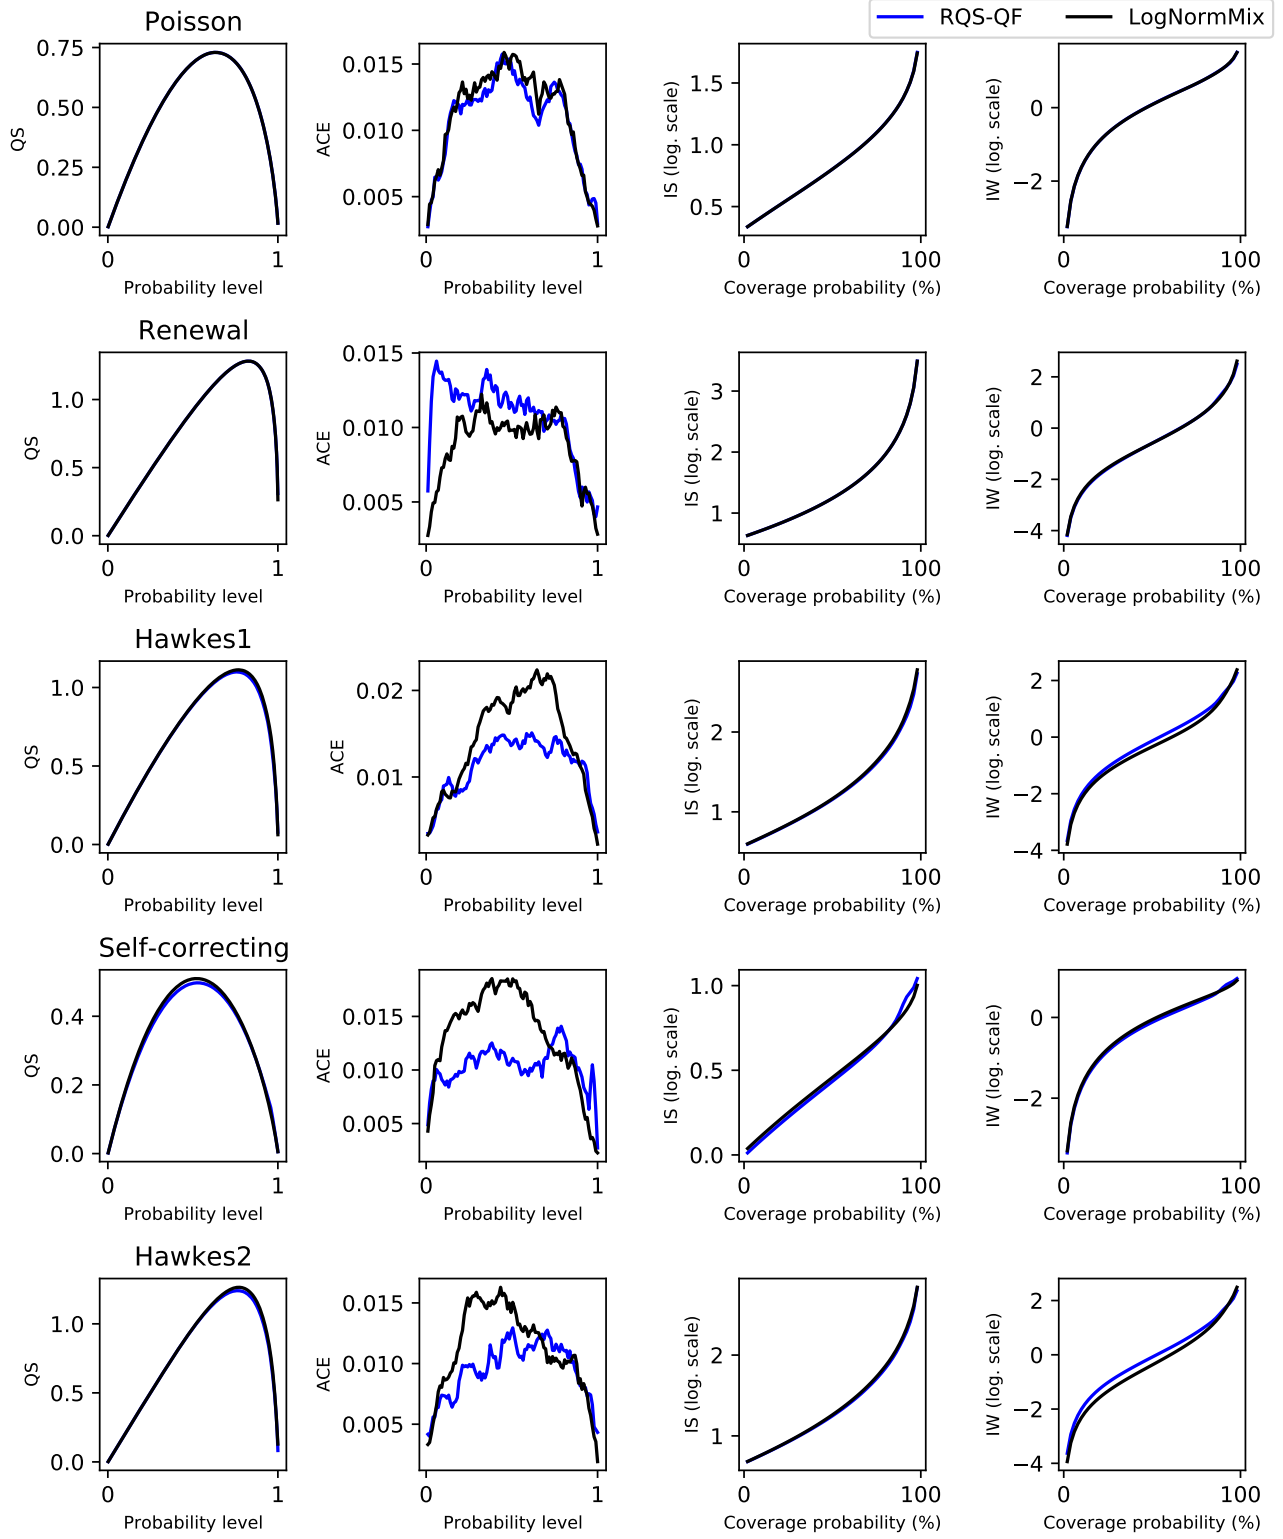 RQS-QF LogNormMix
Poisson
0.75
0.50
0.25
0.00
QS
0 1
Probability level
0.015
0.010
0.005
ACE
0 1
Probability level
1.5
1.0
0.5
IS (log. scale)
0 100
Coverage probability (%)
0
−2
IW (log. scale)
0 100
Coverage probability (%)
Renewal
1.0
0.5
0.0
QS
0 1
Probability level
0.015
0.010
0.005
ACE
0 1
Probability level
3
2
1
IS (log. scale)
0 100
Coverage probability (%)
2
0
−2
−4
IW (log. scale)
0 100
Coverage probability (%)
Hawkes1
1.0
0.5
0.0
QS
0 1
Probability level
0.02
0.01
ACE
0 1
Probability level
2
1
IS (log. scale)
0 100
Coverage probability (%)
2
0
−2
−4
IW (log. scale)
0 100
Coverage probability (%)
Self-correcting
0.4
0.2
0.0
QS
0 1
Probability level
0.015
0.010
0.005
ACE
0 1
Probability level
1.0
0.5
0.0
IS (log. scale)
0 100
Coverage probability (%)
0
−2
IW (log. scale)
0 100
Coverage probability (%)
Hawkes2
1.0
0.5
0.0
QS
0 1
Probability level
0.015
0.010
0.005
ACE
0 1
Probability level
2
1
IS (log. scale)
0 100
Coverage probability (%)
2
0
−2
−4
IW (log. scale)
0 100
Coverage probability (%)